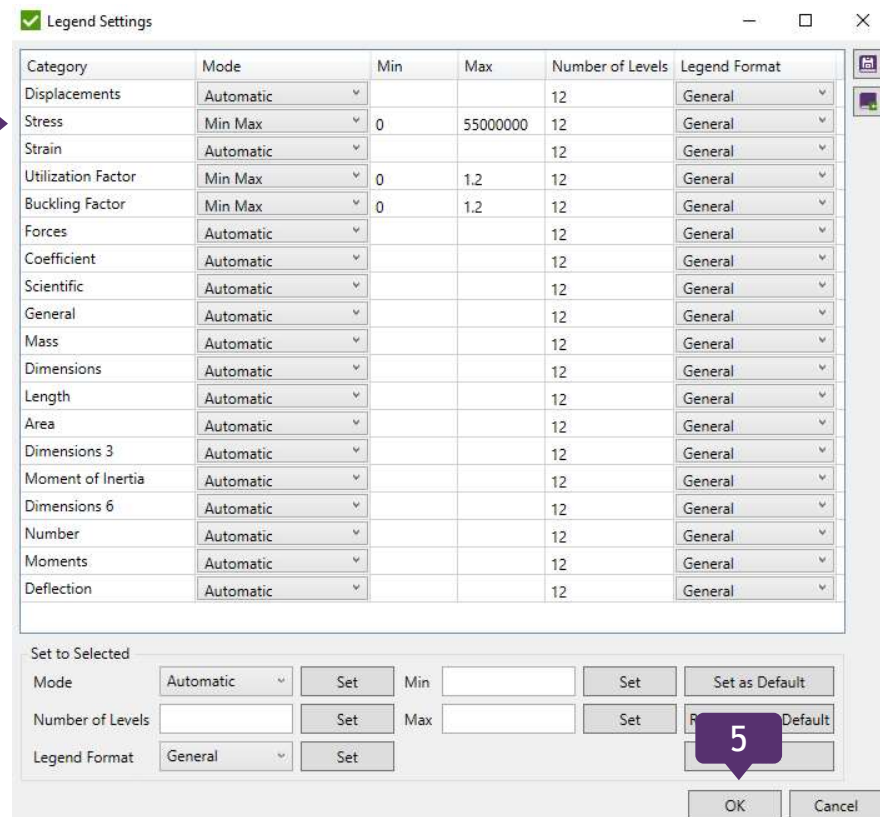 Legend Settings
Category Mode Min Max Number of Levels Legend Format
Displacements Automatic 12 General
Stress Min Max 0 55000000 12 General
Strain Automatic 12 General
Utilization Factor Min Max 0 1.2 12 General
Buckling Factor Min Max 0 1.2 12 General
Forces Automatic 12 General
Coefficient Automatic 12 General
Scientific Automatic 12 General
General Automatic 12 General
Mass Automatic 12 General
Dimensions Automatic 12 General
Length Automatic 12 General
Area Automatic 12 General
Dimensions 3 Automatic 12 General
Moment of Inertia Automatic 12 General
Dimensions 6 Automatic 12 General
Number Automatic 12 General
Moments Automatic 12 General
Deflection Automatic 12 General
Set to Selected
Mode Automatic Set Min Set Set as Default
Number of Levels Set Max Set Default
Legend Format General Set
5
OK Cancel